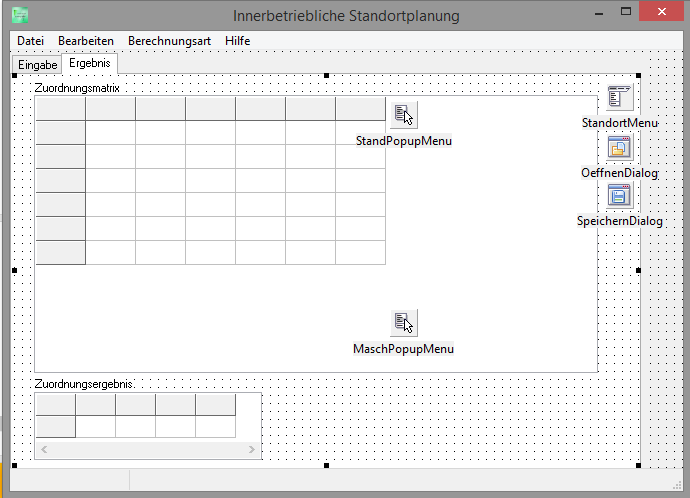 Innerbetriebliche Standortplanung
Datei Bearbeiten Berechnungsart Hilfe
Eingabe Ergebnis
Zuordnungsmatrix
StandPopupMenu
StandortMenu
OeffnenDialog
SpeichernDialog
MaschPopupMenu
Zuordnungsergebnis